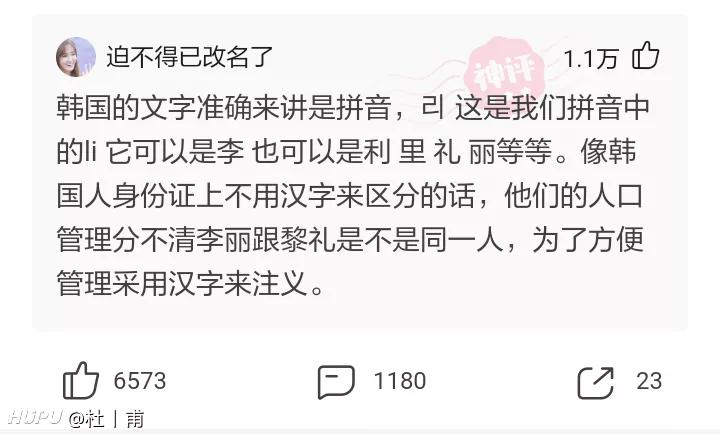 迫不得已改名了
1.1万
神评
韩国的文字准确来讲是拼音，리 这是我们拼音中
的li 它可以是李 也可以是利 里 礼 丽等等。像韩
国人身份证上不用汉字来区分的话，他们的人口
管理分不清李丽跟黎礼是不是同一人，为了方便
管理采用汉字来注义。
6573
1180
23
HUPU @杜丨甫